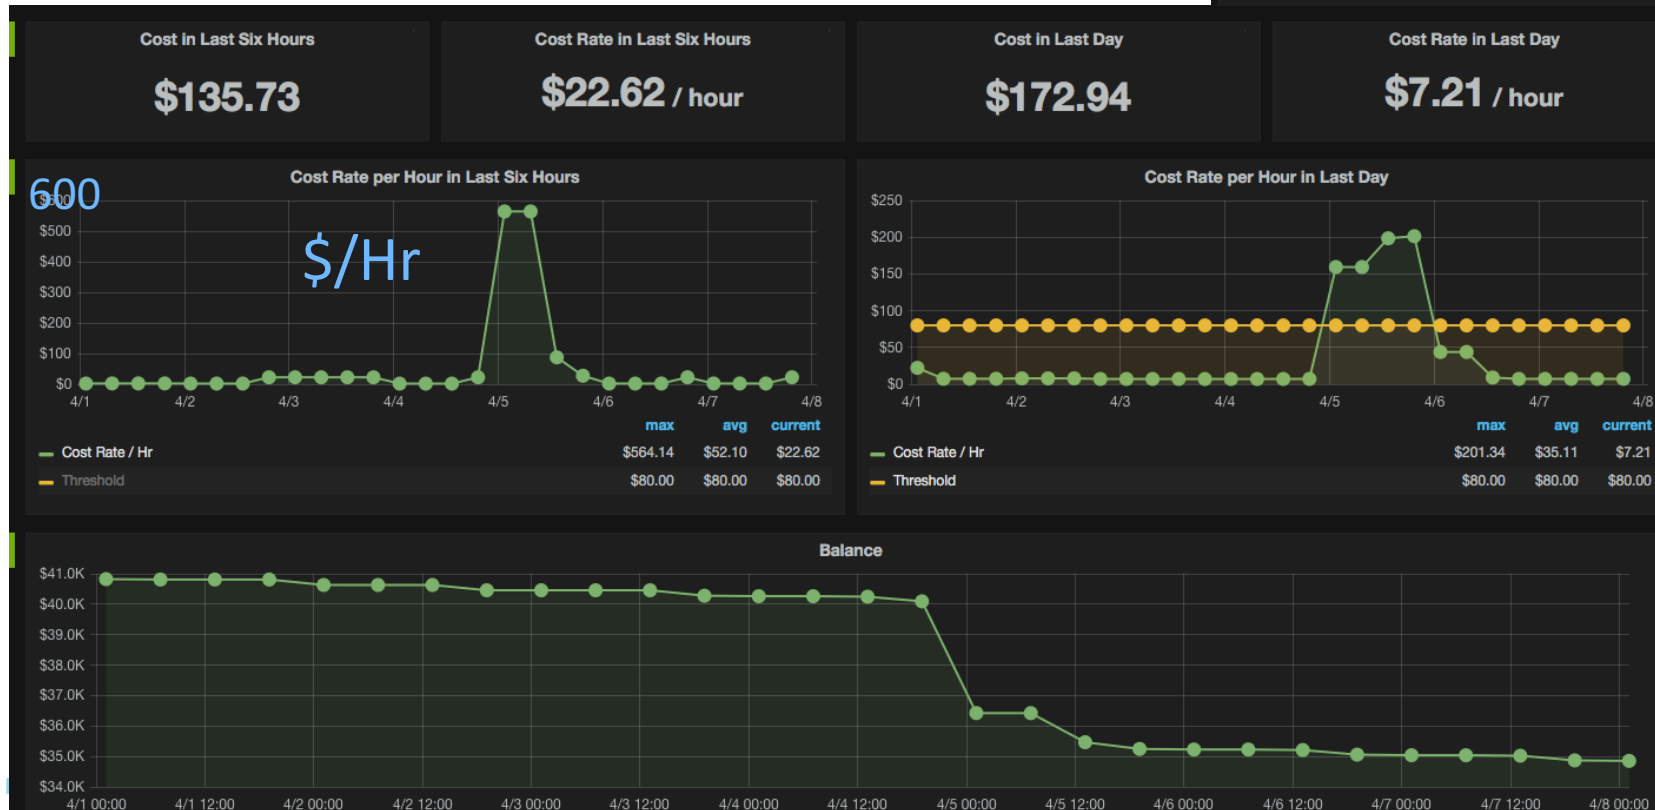 Cost in Last Six Hours
$135.73
Cost Rate in Last Six Hours
$22.62 / hour
Cost in Last Day
$172.94
Cost Rate in Last Day
$7.21 / hour
Cost Rate per Hour in Last Six Hours
600
$/Hr
$600
$500
$400
$300
$200
$100
$0
4/1 4/2 4/3 4/4 4/5 4/6 4/7 4/8
max avg current
Cost Rate / Hr $564.14 $52.10 $22.62
Threshold $80.00 $80.00 $80.00
Cost Rate per Hour in Last Day
$250
$200
$150
$100
$50
$0
4/1 4/2 4/3 4/4 4/5 4/6 4/7 4/8
max avg current
Cost Rate / Hr $201.34 $35.11 $7.21
Threshold $80.00 $80.00 $80.00
Balance
$41.0K
$40.0K
$39.0K
$38.0K
$37.0K
$36.0K
$35.0K
$34.0K
4/1 00:00 4/1 12:00 4/2 00:00 4/2 12:00 4/3 00:00 4/3 12:00 4/4 00:00 4/4 12:00 4/5 00:00 4/5 12:00 4/6 00:00 4/6 12:00 4/7 00:00 4/7 12:00 4/8 00:00